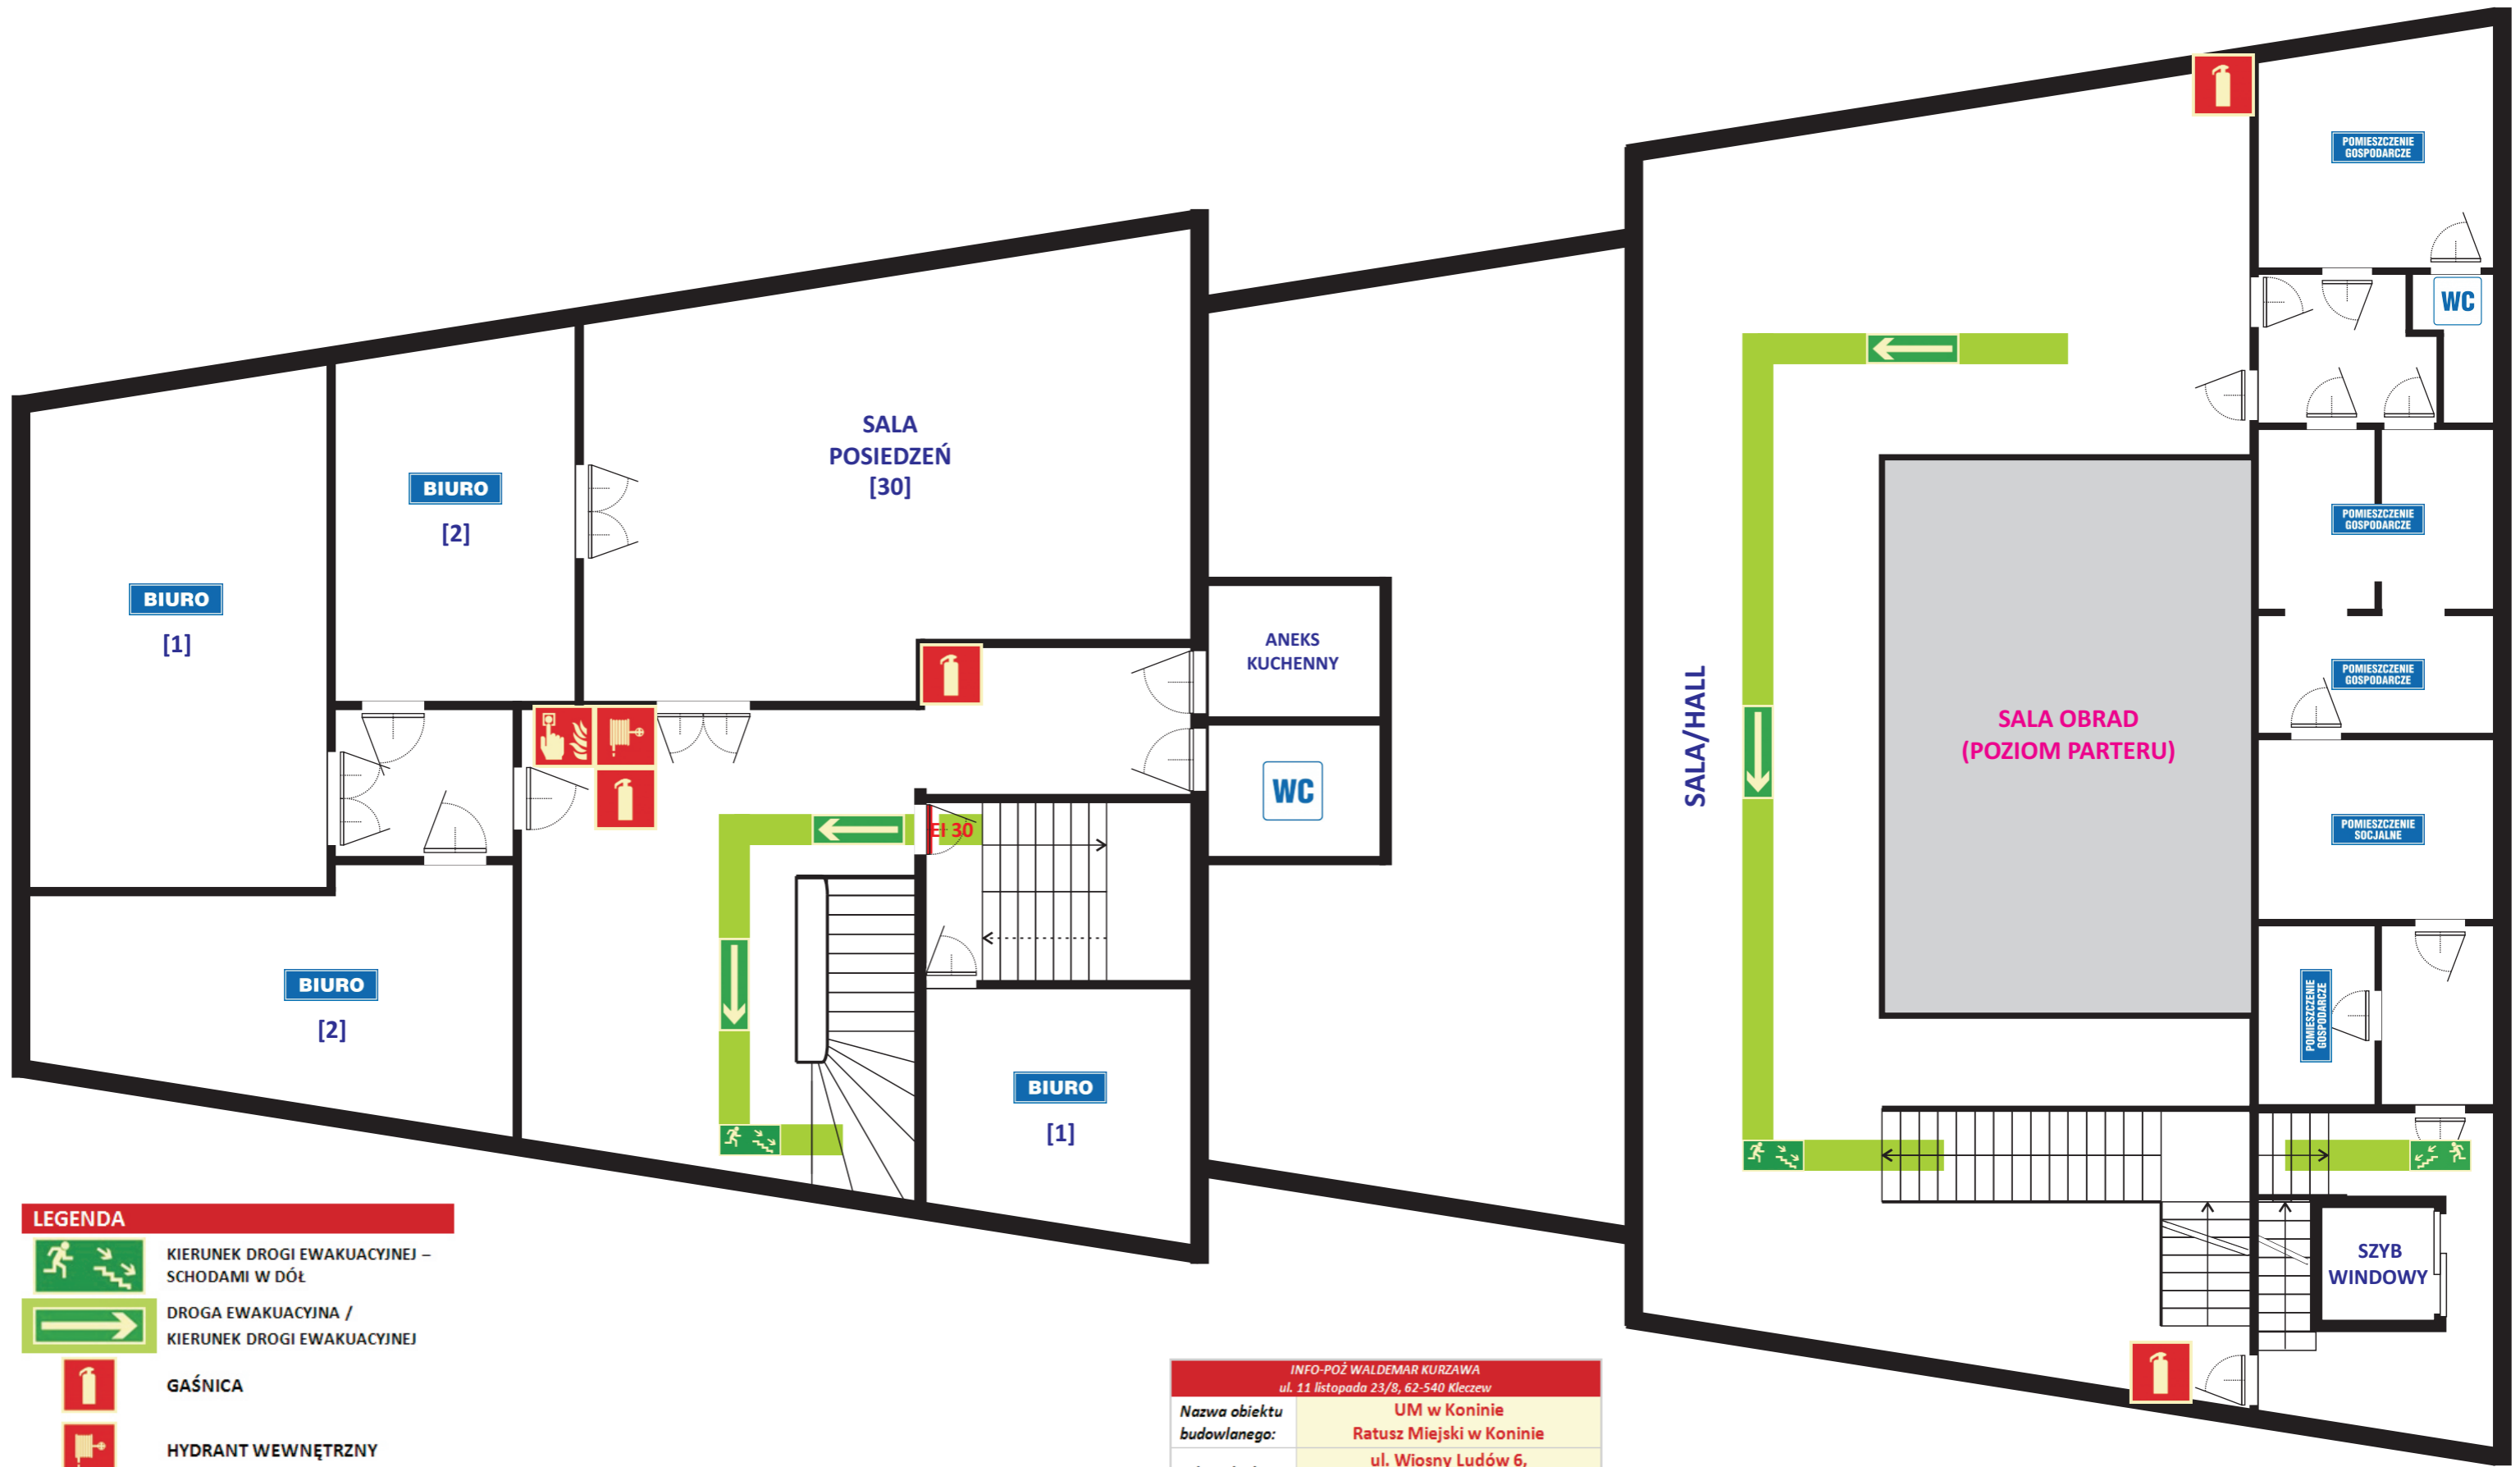 POMIESZCZENIE
GOSPODARCZE
WC
SALA
POSIEDZEŃ
[30]
BIURO
[2]
BIURO
[1]
ANEKS
KUCHENNY
WC
EI 30
SALA/HALL
SALA OBRAD
(POZIOM PARTERU)
POMIESZCZENIE
GOSPODARCZE
POMIESZCZENIE
GOSPODARCZE
POMIESZCZENIE
SOCJALNE
POMIESZCZENIE
GOSPODARCZE
BIURO
[2]
BIURO
[1]
SZYB
WINDOWY
LEGENDA
KIERUNEK DROGI EWAKUACYJNEJ –
SCHODAMI W DÓŁ
DROGA EWAKUACYJNA /
KIERUNEK DROGI EWAKUACYJNEJ
GAŚNICA
HYDRANT WEWNĘTRZNY
INFO-POŻ WALDEMAR KURZAWA
ul. 11 listopada 23/8, 62-540 Kleczew
Nazwa obiektu
budowlanego:
UM w Koninie
Ratusz Miejski w Koninie
ul. Wiosny Ludów 6,